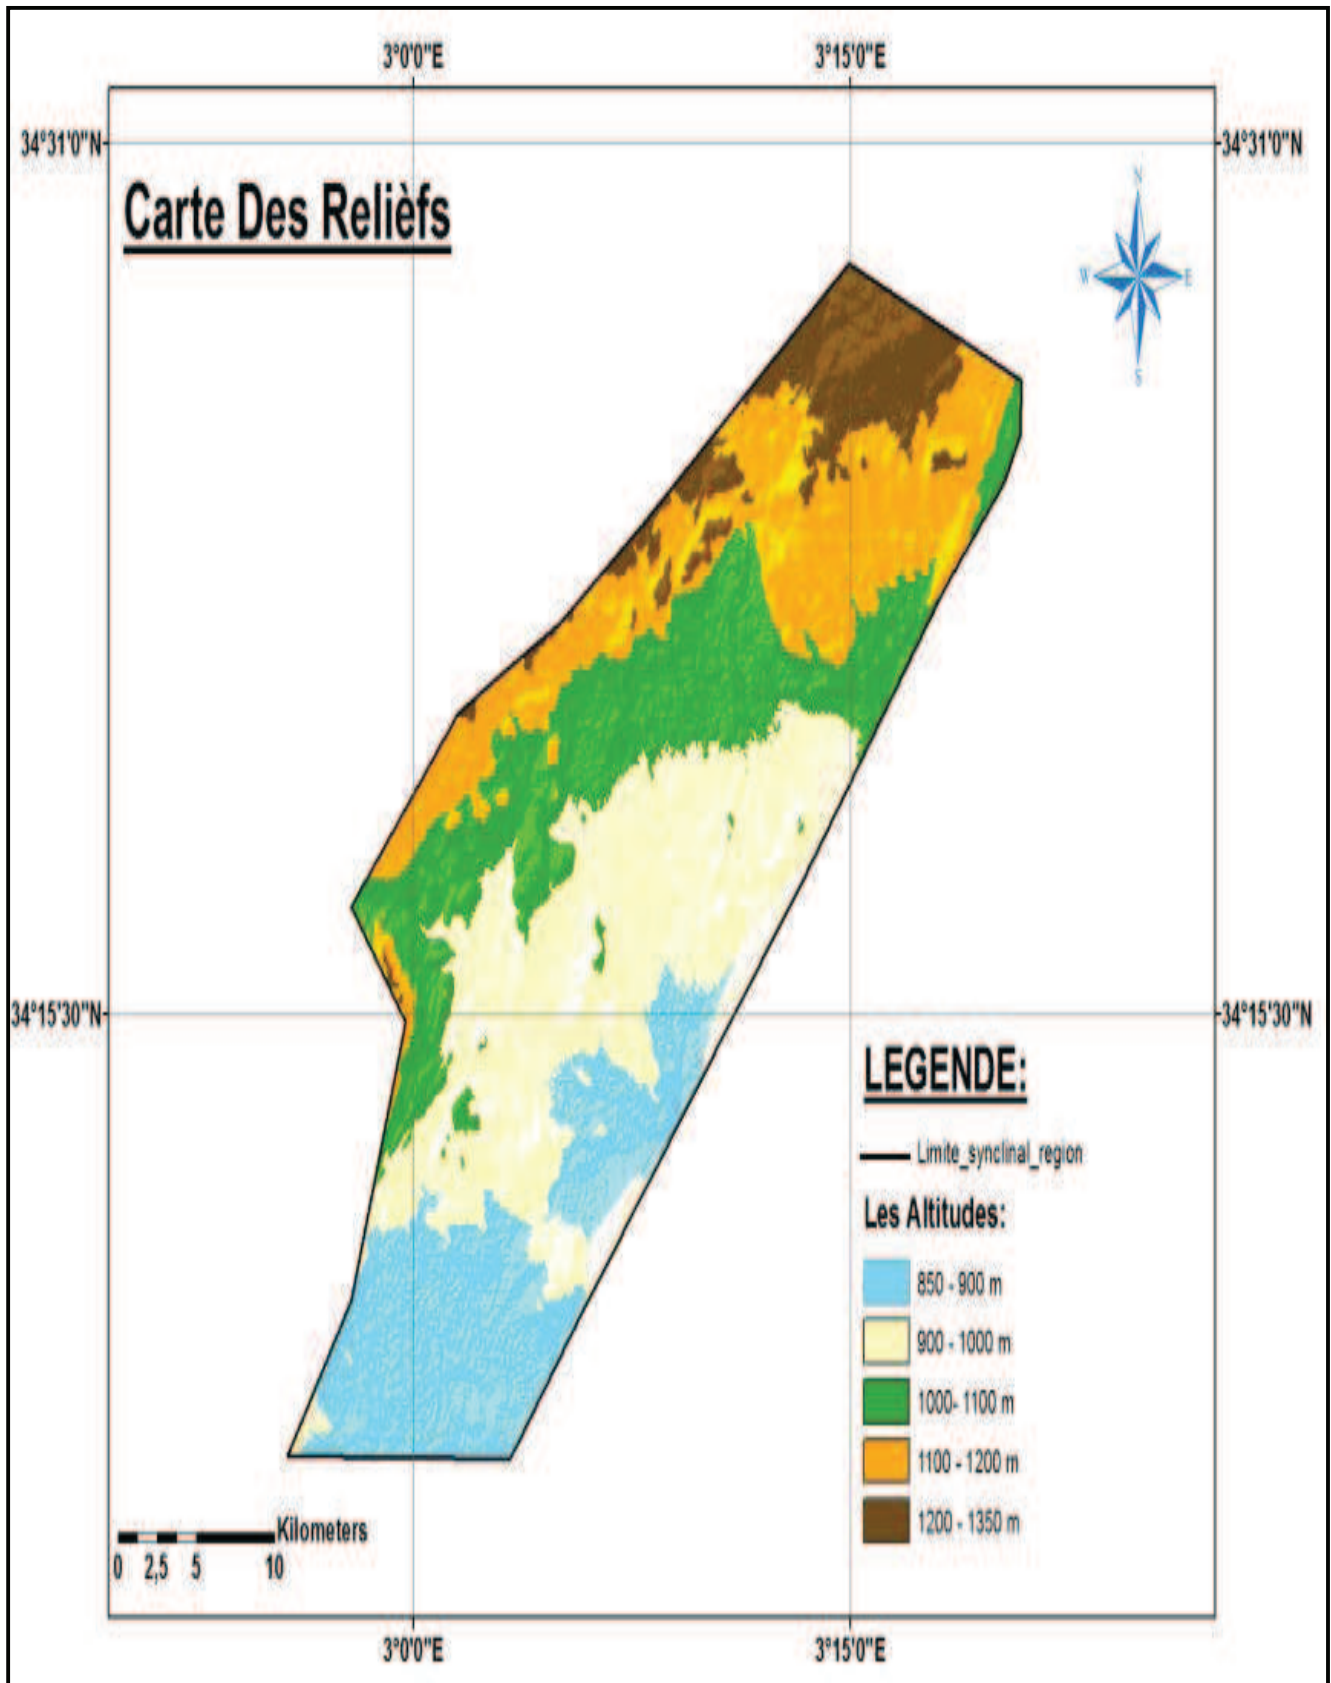 3°0'0"E 3°15'0"E
34°31'0"N 34°31'0"N
Carte Des Relièfs
N
W E
S
34°15'30"N 34°15'30"N
LEGENDE:
Limite_synclinal_region
Les Altitudes:
850 - 900 m
900 - 1000 m
1000- 1100 m
1100 - 1200 m
1200 - 1350 m
Kilometers
0 2,5 5 10
3°0'0"E 3°15'0"E